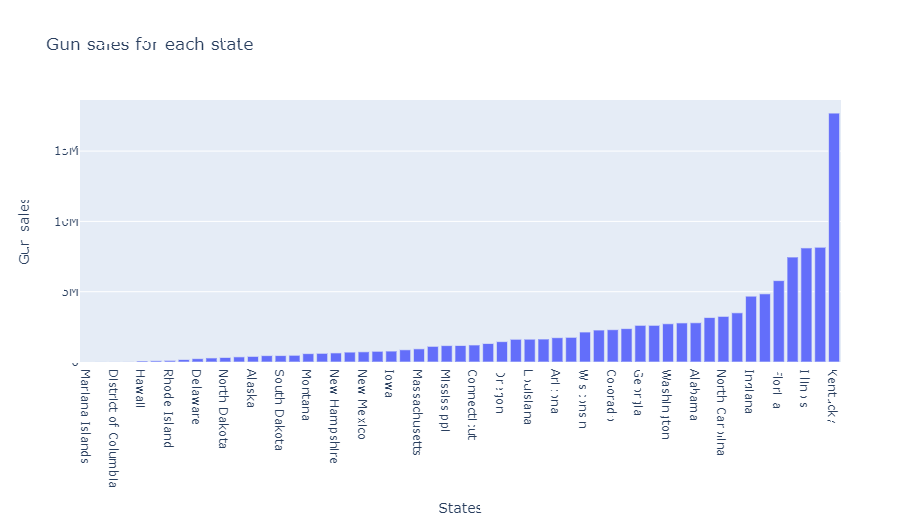 Gun sales for each state
15M
10M
5M
0
Gun sales
Mariana Islands
District of Columbia
Hawaii
Rhode Island
Delaware
North Dakota
Alaska
South Dakota
Montana
New Hampshire
New Mexico
Iowa
Massachusetts
Mississippi
Connecticut
Oregon
Louisiana
Arizona
Wisconsin
Colorado
Georgia
Washington
Alabama
North Carolina
Indiana
Florida
Illinois
Kentucky
States